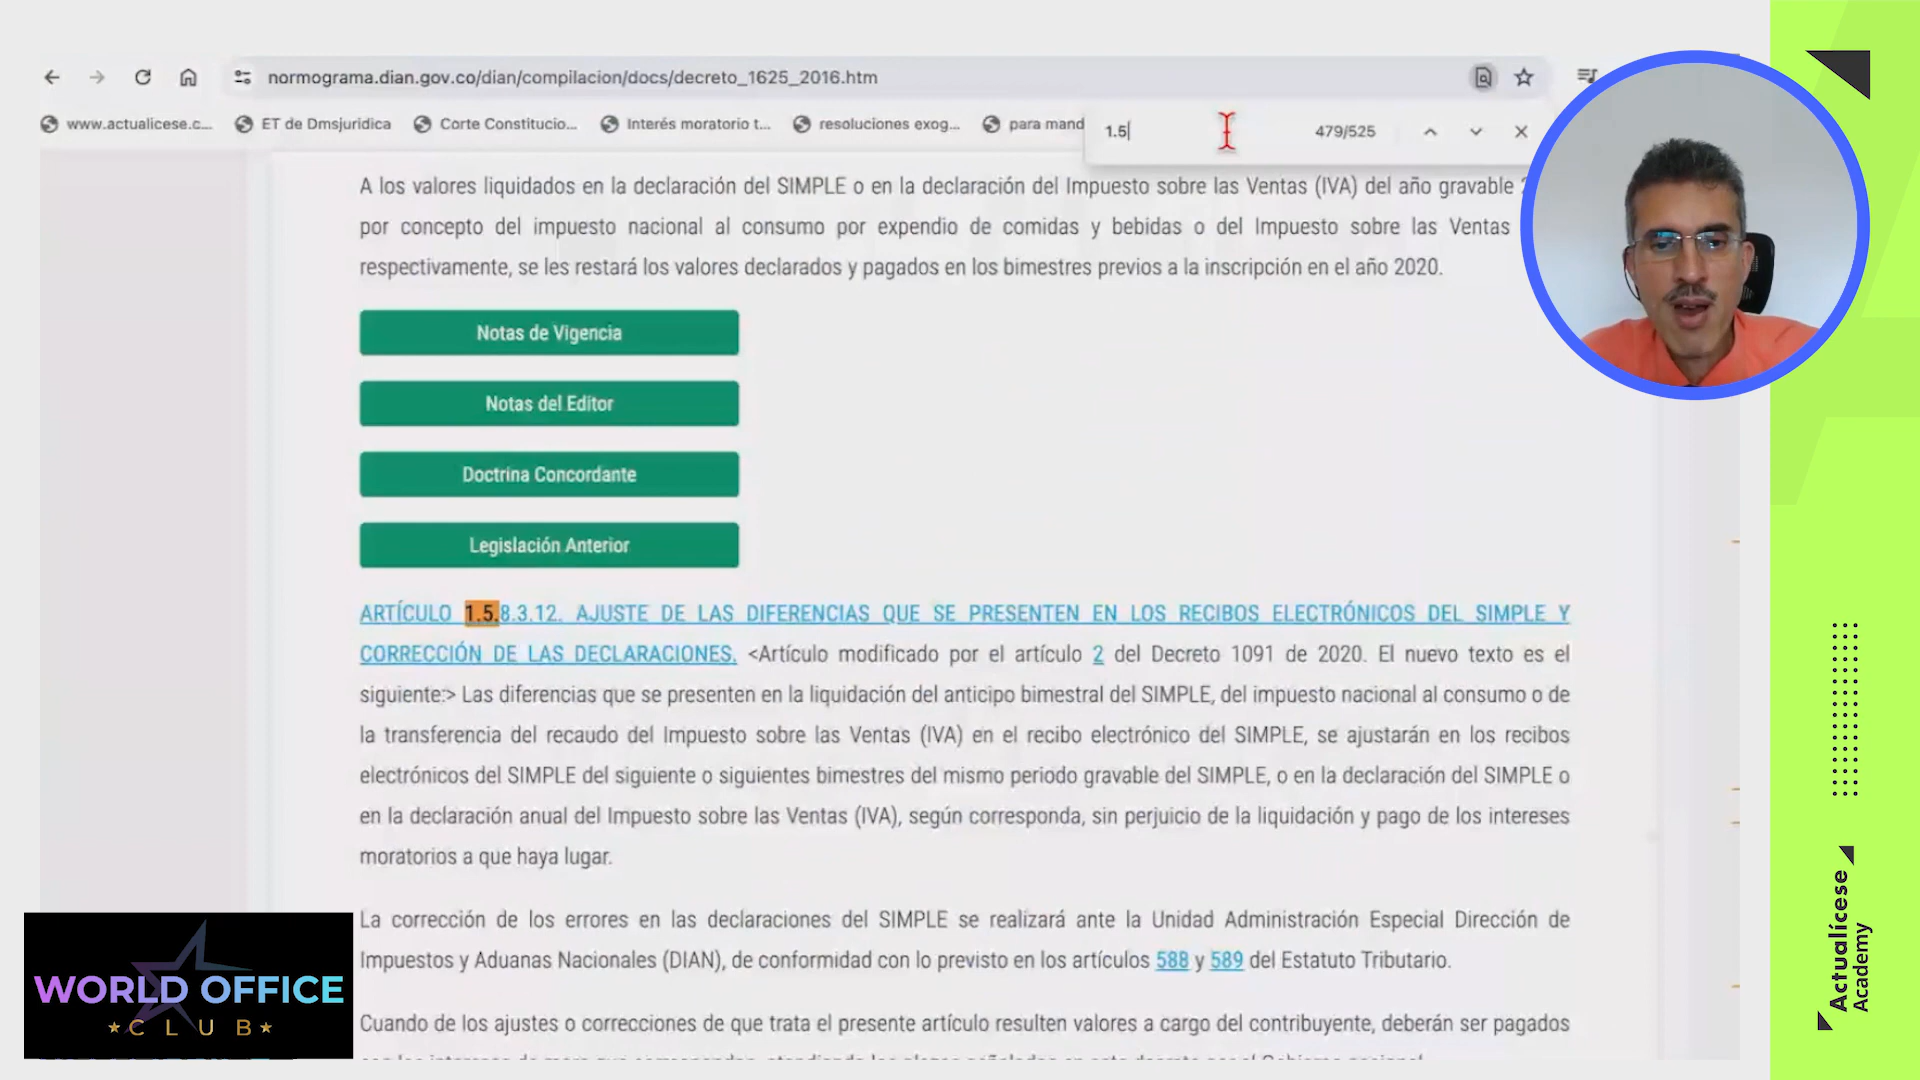 normograma.dian.gov.co/dian/compilacion/docs/decreto_1625_2016.htm
www.actualicese.c... ET de Dmsjuridica Corte Constitucio... Interés moratorio t... resoluciones exog... para mand
1.5 479/525
A los valores liquidados en la declaración del SIMPLE o en la declaración del Impuesto sobre las Ventas (IVA) del año gravable
por concepto del impuesto nacional al consumo por expendio de comidas y bebidas o del Impuesto sobre las Ventas
respectivamente, se les restará los valores declarados y pagados en los bimestres previos a la inscripción en el año 2020.
Notas de Vigencia
Notas del Editor
Doctrina Concordante
Legislación Anterior
ARTÍCULO 1.5.8.3.12. AJUSTE DE LAS DIFERENCIAS QUE SE PRESENTEN EN LOS RECIBOS ELECTRÓNICOS DEL SIMPLE Y
CORRECCIÓN DE LAS DECLARACIONES. <Artículo modificado por el artículo 2 del Decreto 1091 de 2020. El nuevo texto es el
siguiente:> Las diferencias que se presenten en la liquidación del anticipo bimestral del SIMPLE, del impuesto nacional al consumo o de
la transferencia del recaudo del Impuesto sobre las Ventas (IVA) en el recibo electrónico del SIMPLE, se ajustarán en los recibos
electrónicos del SIMPLE del siguiente o siguientes bimestres del mismo periodo gravable del SIMPLE, o en la declaración del SIMPLE o
en la declaración anual del Impuesto sobre las Ventas (IVA), según corresponda, sin perjuicio de la liquidación y pago de los intereses
moratorios a que haya lugar.
La corrección de los errores en las declaraciones del SIMPLE se realizará ante la Unidad Administración Especial Dirección de
Impuestos y Aduanas Nacionales (DIAN), de conformidad con lo previsto en los artículos 588 y 589 del Estatuto Tributario.
Cuando de los ajustes o correcciones de que trata el presente artículo resulten valores a cargo del contribuyente, deberán ser pagados
WORLD OFFICE
CLUB
Actualícese
Academy